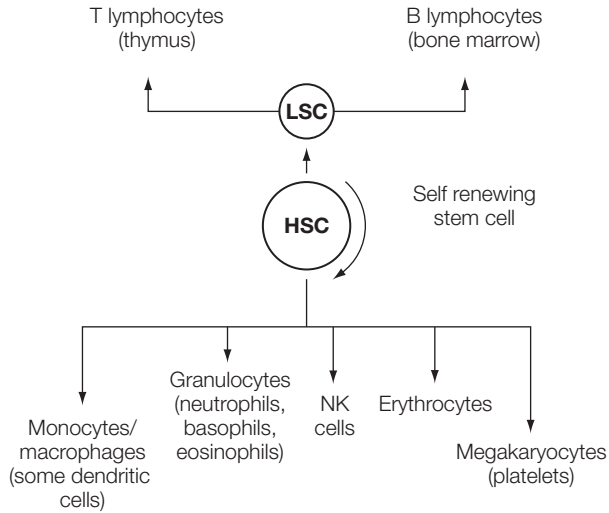 T lymphocytes
(thymus)
B lymphocytes
(bone marrow)
LSC
HSC
Self renewing
stem cell
Monocytes/
macrophages
(some dendritic
cells)
Granulocytes
(neutrophils,
basophils,
eosinophils)
NK
cells
Erythrocytes
Megakaryocytes
(platelets)